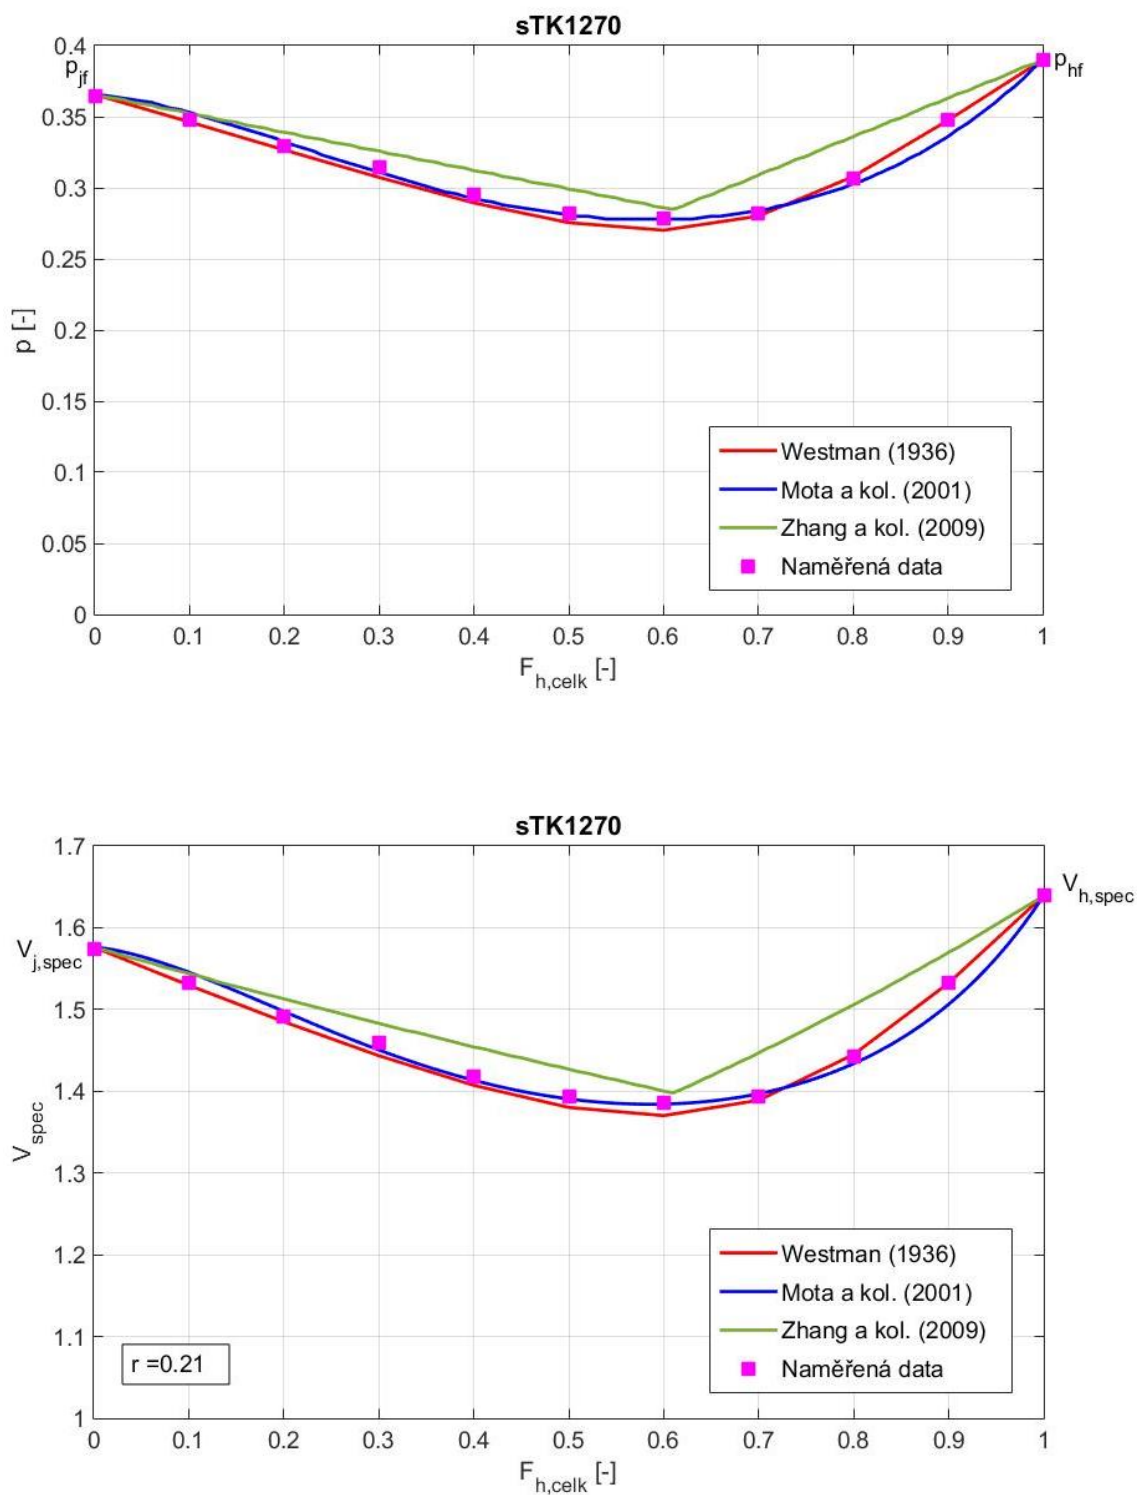 sTK1270
0.4
p_jf
p_hf
0.35
0.3
0.25
0.2
0.15
0.1
0.05
0
p [-]
Westman (1936)
Mota a kol. (2001)
Zhang a kol. (2009)
Naměřená data
0 0.1 0.2 0.3 0.4 0.5 0.6 0.7 0.8 0.9 1
F_h,celk [-]
sTK1270
1.7
V_h,spec
1.6
V_j,spec
1.5
1.4
1.3
1.2
1.1
1
V_spec
Westman (1936)
Mota a kol. (2001)
Zhang a kol. (2009)
Naměřená data
r =0.21
0 0.1 0.2 0.3 0.4 0.5 0.6 0.7 0.8 0.9 1
F_h,celk [-]